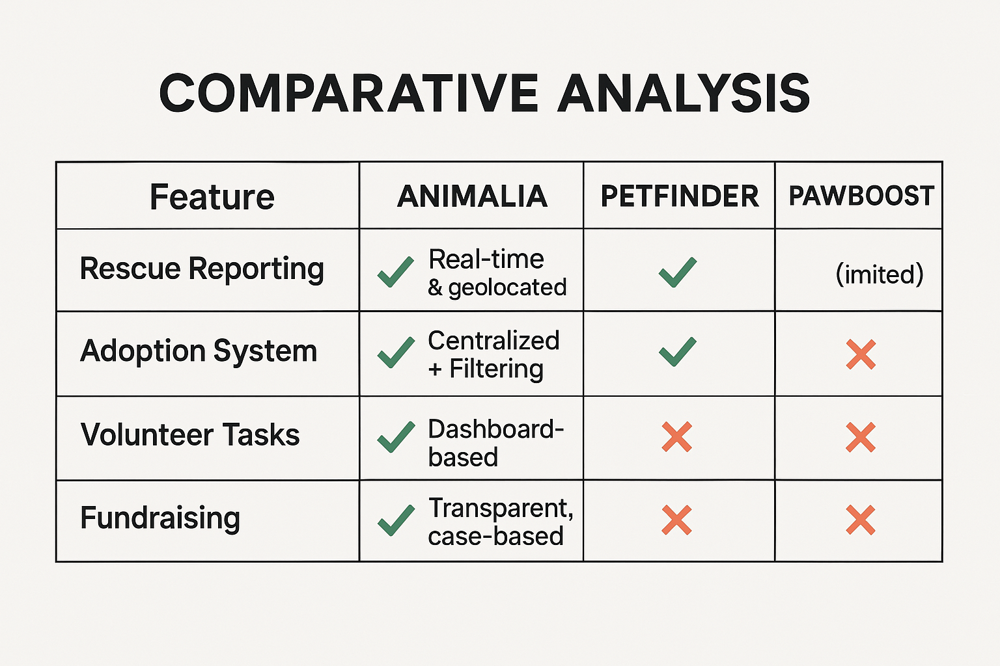 COMPARATIVE ANALYSIS
Feature ANIMALIA PETFINDER PAWBOOST
Rescue Reporting ✓ Real-time
& geolocated ✓ (imited)
Adoption System ✓ Centralized
+ Filtering ✓ ✗
Volunteer Tasks ✓ Dashboard-
based ✗ ✗
Fundraising ✓ Transparent,
case-based ✗ ✗